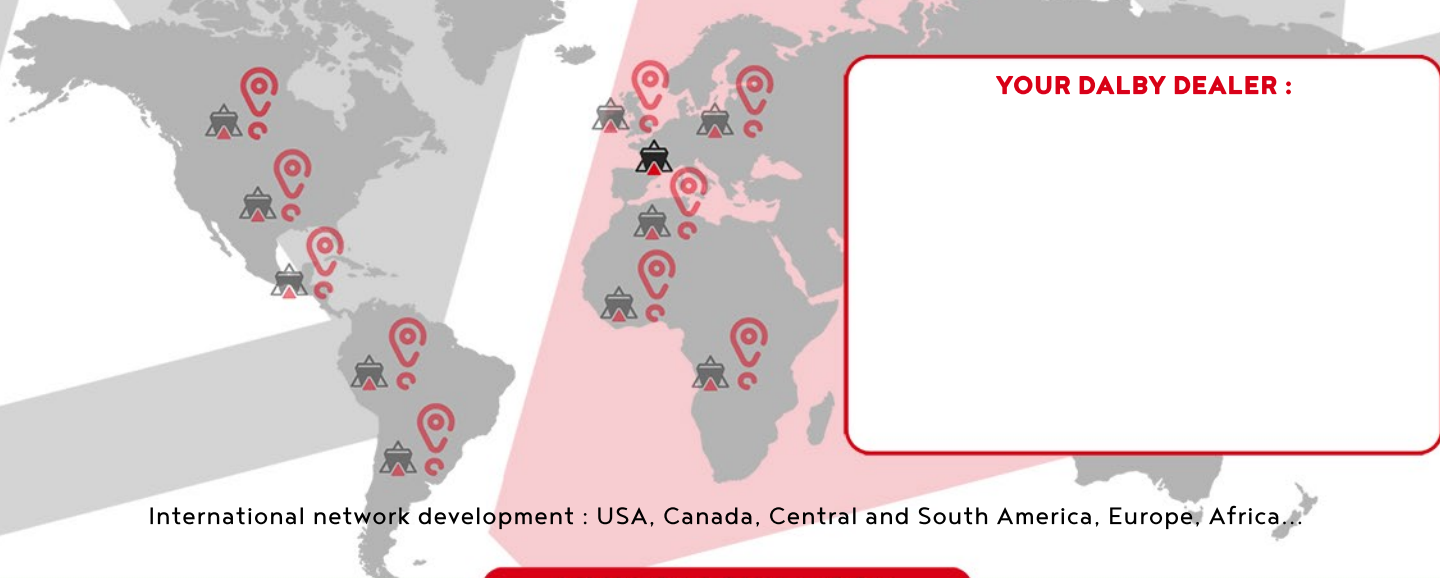 YOUR DALBY DEALER :
International network development : USA, Canada, Central and South America, Europe, Africa...